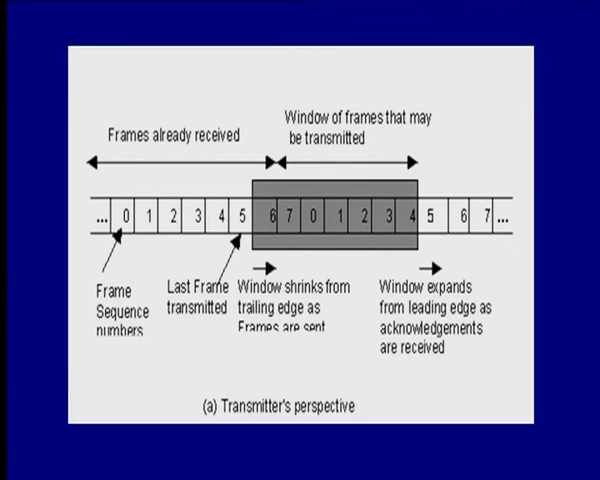 Window of frames that may
be transmitted
Frames already received
... 0 1 2 3 4 5 6 7 0 1 2 3 4 5 6 7 ...
Frame
Sequence
numbers
Last Frame
transmitted
Window shrinks from
trailing edge as
Frames are sent
Window expands
from leading edge as
acknowledgements
are received
(a) Transmitter's perspective